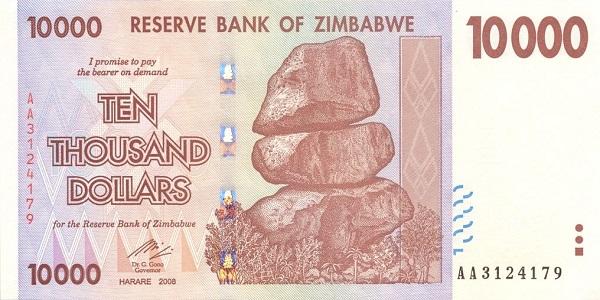 10000 RESERVE BANK OF ZIMBABWE 10000
I promise to pay
the bearer on demand
TEN
THOUSAND
DOLLARS
for the Reserve Bank of Zimbabwe
Dr. G. Gono
Governor
10000 HARARE 2008
AA3124179
AA3124179